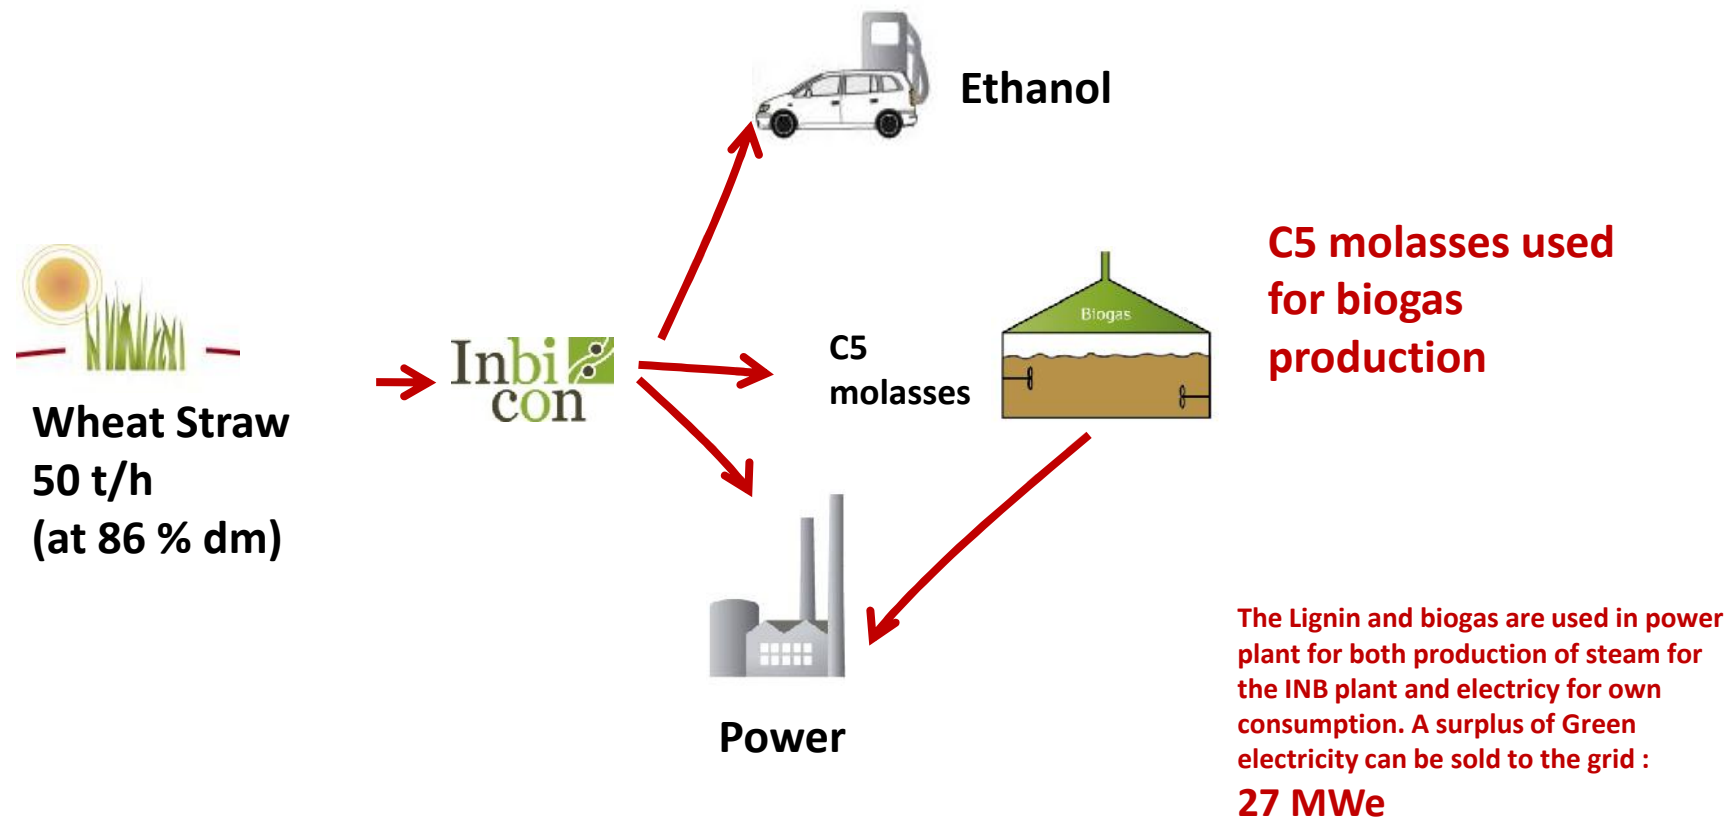 Ethanol
Wheat Straw
50 t/h
(at 86 % dm)
Inbi
con
C5
molasses
Biogas
C5 molasses used
for biogas
production
Power
The Lignin and biogas are used in power
plant for both production of steam for
the INB plant and electricy for own
consumption. A surplus of Green
electricity can be sold to the grid :
27 MWe